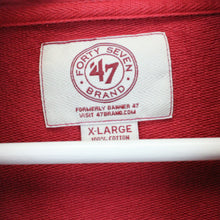 FORTY SEVEN
'47
BRAND
FORMERLY BANNER 47
VISIT 47BRAND.COM
X-LARGE
100% COTTON